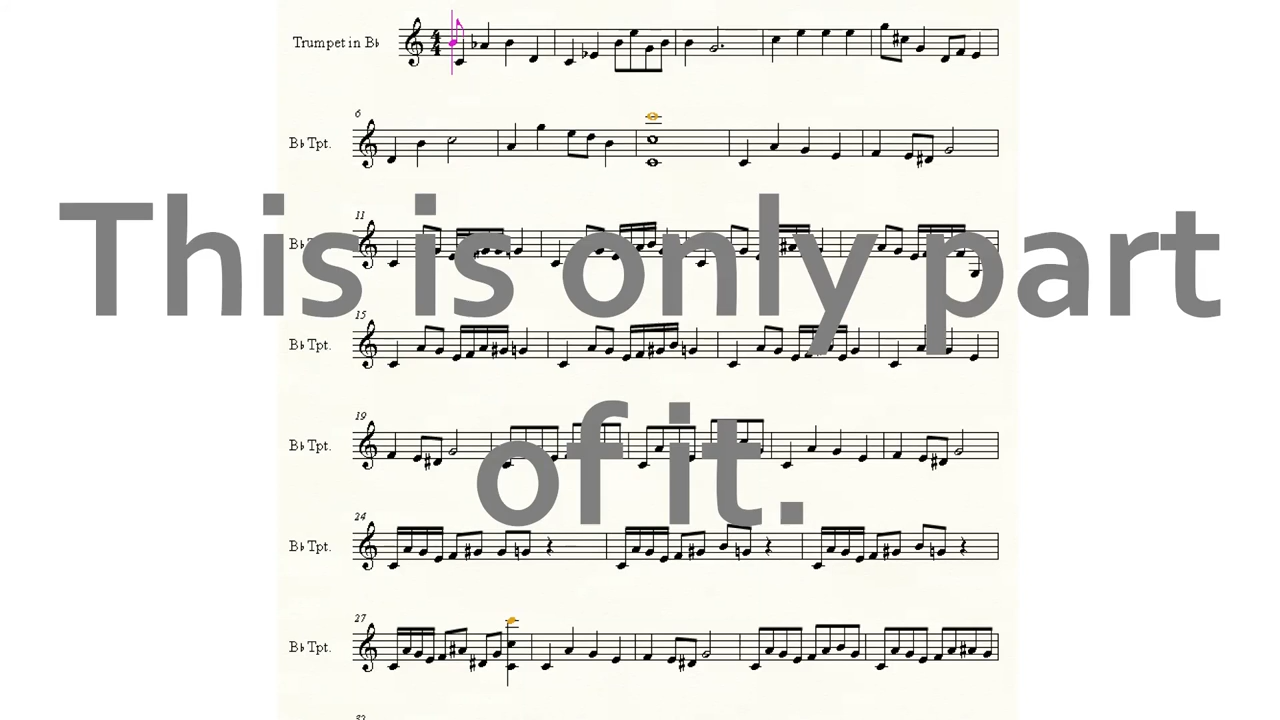 Trumpet in B♭
6
B♭ Tpt.
This is only part
11
B♭ T
15
B♭ Tpt.
of it.
19
B♭ Tpt.
24
B♭ Tpt.
27
B♭ Tpt.